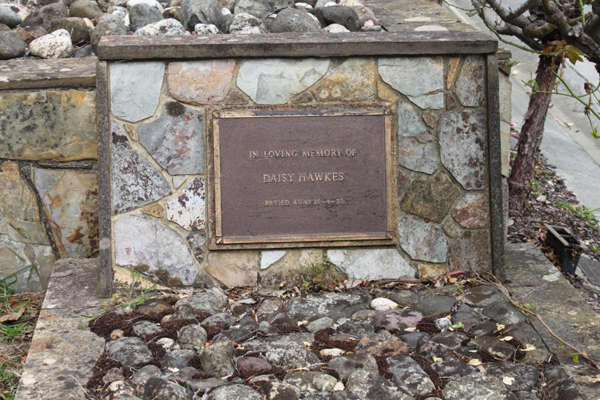 IN LOVING MEMORY OF
DAISY HAWKES
PASSED AWAY